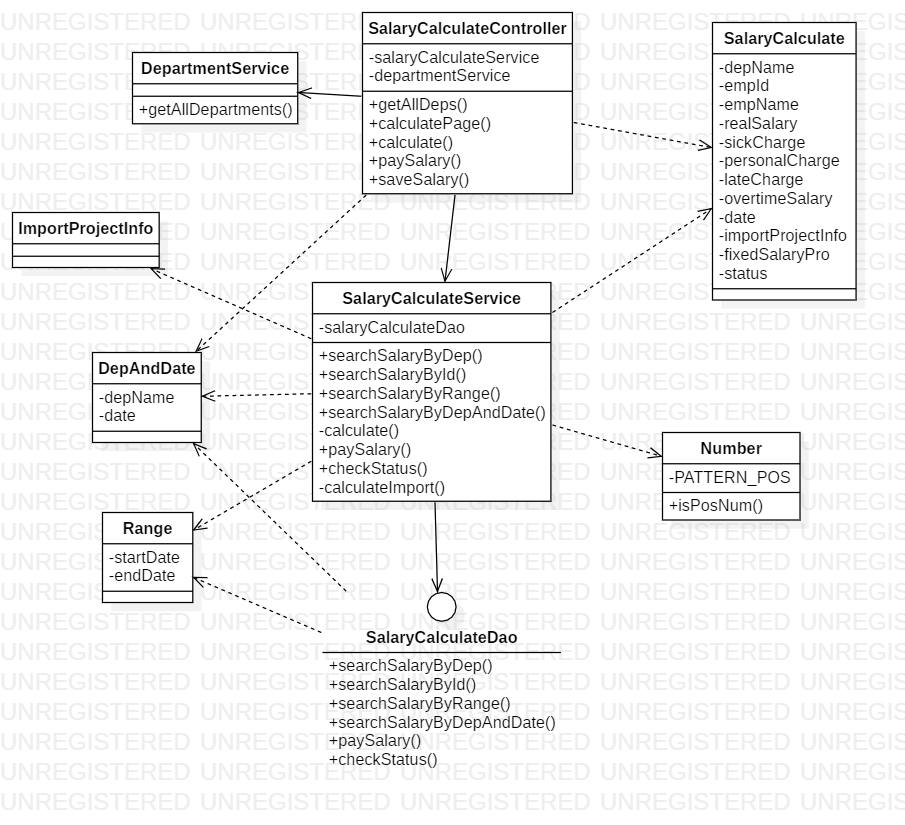 SalaryCalculateController
-salaryCalculateService
-departmentService
+getAllDeps()
+calculatePage()
+calculate()
+paySalary()
+saveSalary()
DepartmentService
+getAllDepartments()
SalaryCalculate
-depName
-empId
-empName
-realSalary
-sickCharge
-personalCharge
-lateCharge
-overtimeSalary
-date
-importProjectInfo
-fixedSalaryPro
-status
ImportProjectInfo
SalaryCalculateService
-salaryCalculateDao
+searchSalaryByDep()
+searchSalaryById()
+searchSalaryByRange()
+searchSalaryByDepAndDate()
-calculate()
+paySalary()
+checkStatus()
-calculateImport()
DepAndDate
-depName
-date
Number
-PATTERN_POS
+isPosNum()
Range
-startDate
-endDate
SalaryCalculateDao
+searchSalaryByDep()
+searchSalaryById()
+searchSalaryByRange()
+searchSalaryByDepAndDate()
+paySalary()
+checkStatus()
UNREGISTERED